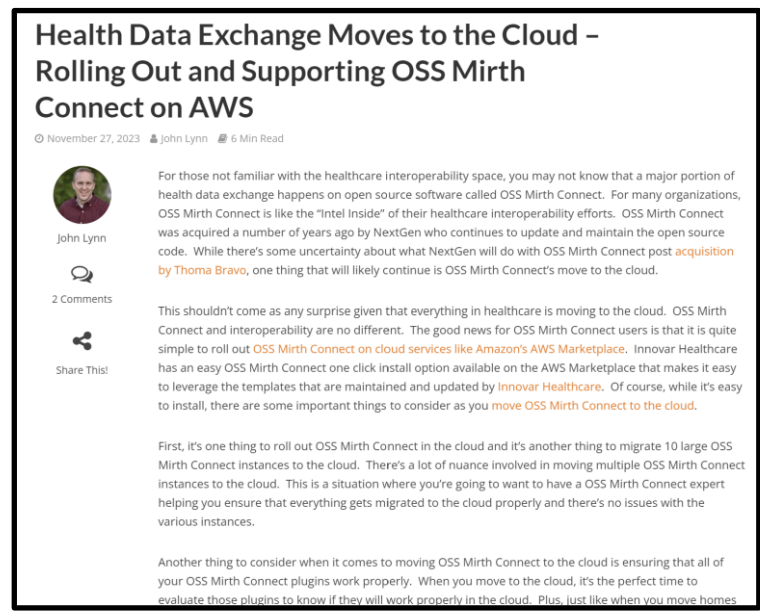 Health Data Exchange Moves to the Cloud –
Rolling Out and Supporting OSS Mirth
Connect on AWS
November 27, 2023 John Lynn 6 Min Read
John Lynn
2 Comments
Share This!
For those not familiar with the healthcare interoperability space, you may not know that a major portion of
health data exchange happens on open source software called OSS Mirth Connect. For many organizations,
OSS Mirth Connect is like the “Intel Inside” of their healthcare interoperability efforts. OSS Mirth Connect
was acquired a number of years ago by NextGen who continues to update and maintain the open source
code. While there’s some uncertainty about what NextGen will do with OSS Mirth Connect post acquisition
by Thoma Bravo, one thing that will likely continue is OSS Mirth Connect’s move to the cloud.
This shouldn’t come as any surprise given that everything in healthcare is moving to the cloud. OSS Mirth
Connect and interoperability are no different. The good news for OSS Mirth Connect users is that it is quite
simple to roll out OSS Mirth Connect on cloud services like Amazon’s AWS Marketplace. Innovar Healthcare
has an easy OSS Mirth Connect one click install option available on the AWS Marketplace that makes it easy
to leverage the templates that are maintained and updated by Innovar Healthcare. Of course, while it’s easy
to install, there are some important things to consider as you move OSS Mirth Connect to the cloud.
First, it’s one thing to roll out OSS Mirth Connect in the cloud and it’s another thing to migrate 10 large OSS
Mirth Connect instances to the cloud. There’s a lot of nuance involved in moving multiple OSS Mirth Connect
instances to the cloud. This is a situation where you’re going to want to have a OSS Mirth Connect expert
helping you ensure that everything gets migrated to the cloud properly and there’s no issues with the
various instances.
Another thing to consider when it comes to moving OSS Mirth Connect to the cloud is ensuring that all of
your OSS Mirth Connect plugins work properly. When you move to the cloud, it’s the perfect time to
evaluate those plugins to know if they will work properly in the cloud. Plus, just like when you move homes